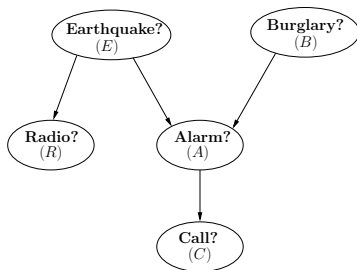 Earthquake?
(E)
Burglary?
(B)
Radio?
(R)
Alarm?
(A)
Call?
(C)